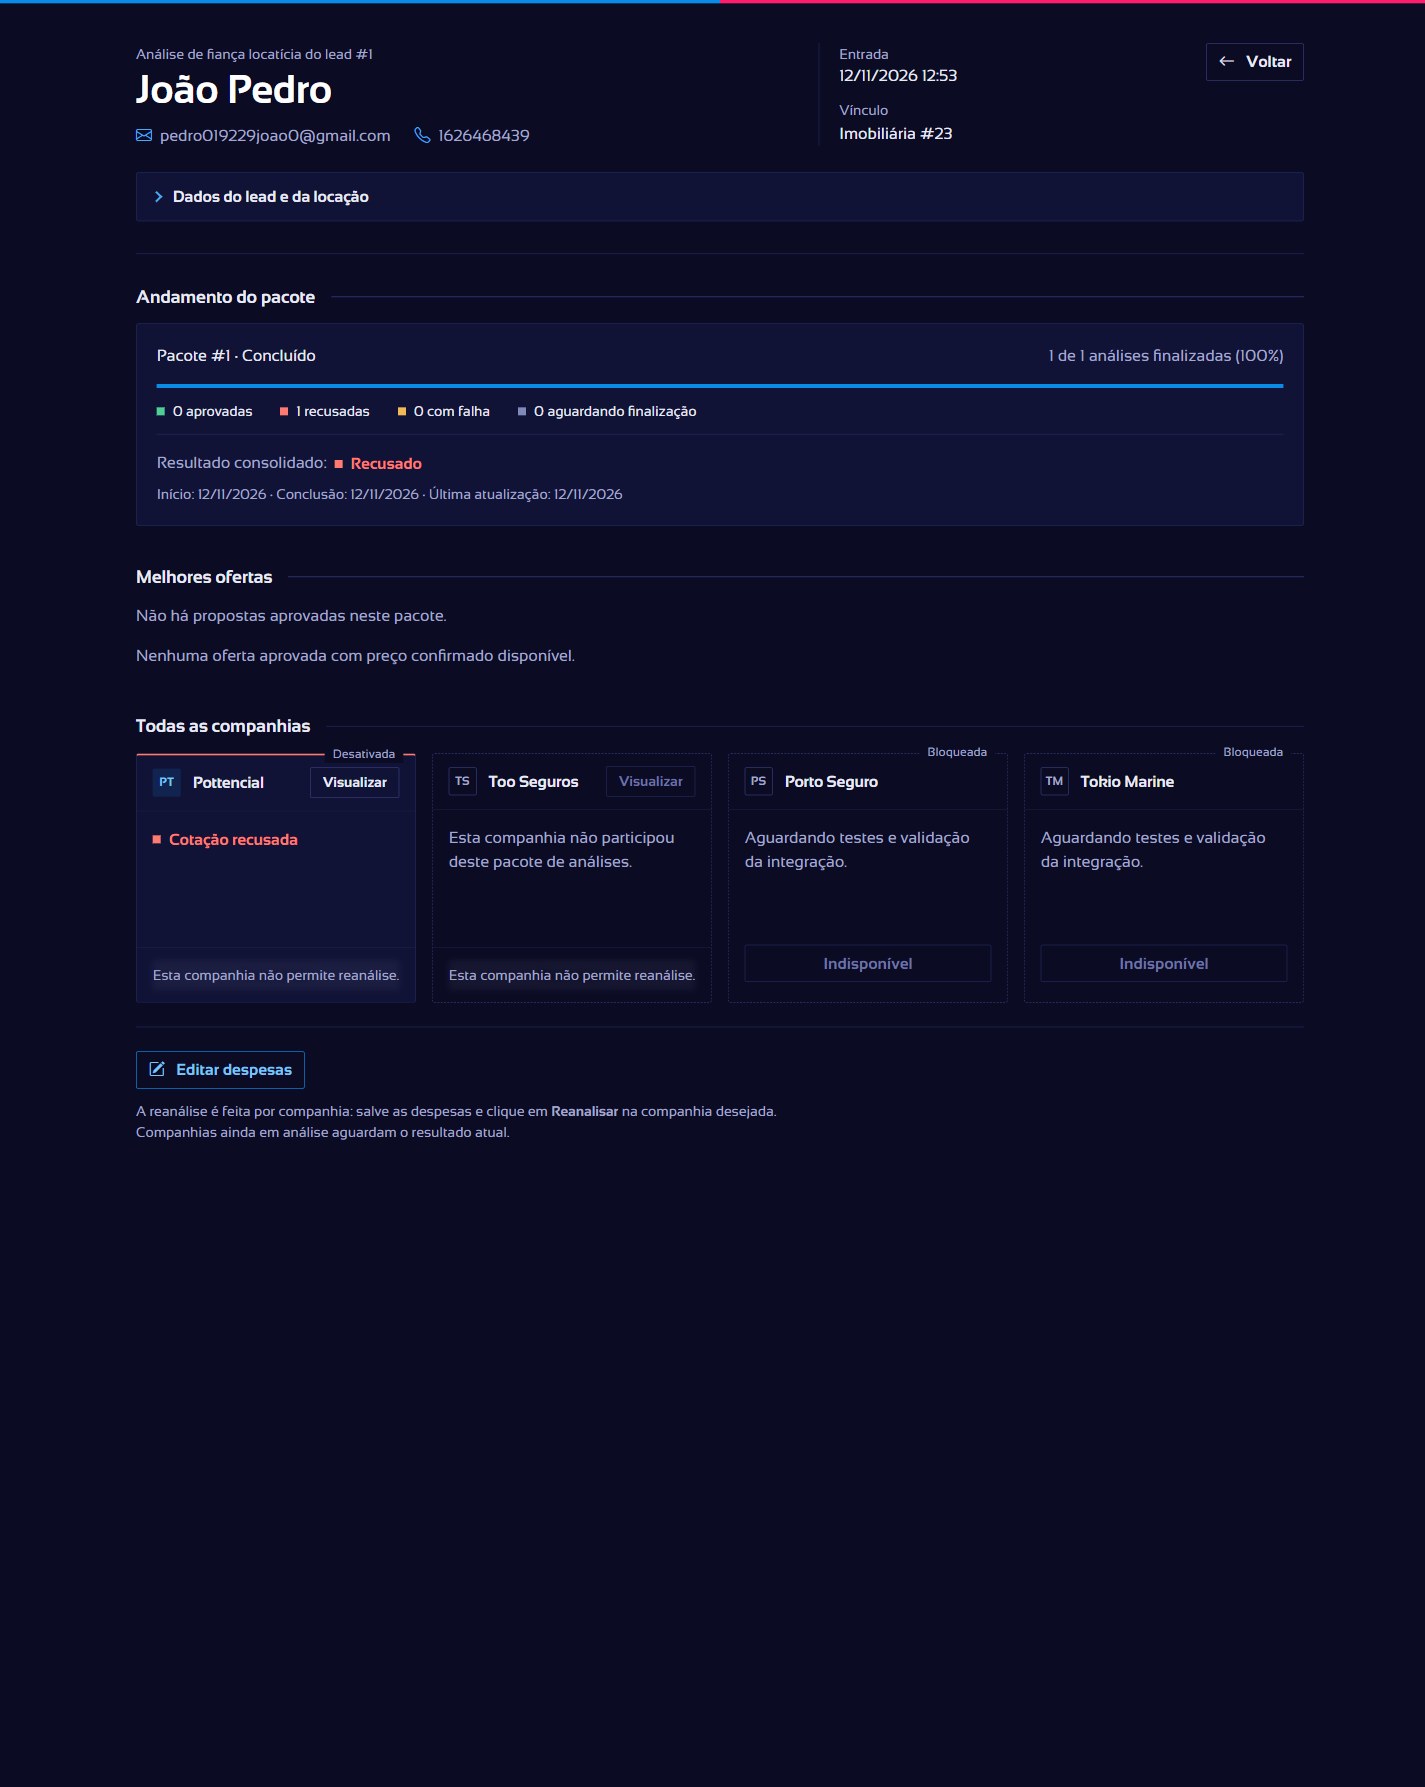 Análise de fiança locatícia do lead #1
João Pedro
pedro019229joao0@gmail.com 1626468439
Entrada
12/11/2026 12:53
Vínculo
Imobiliária #23
Voltar
Dados do lead e da locação
Andamento do pacote
Pacote #1 · Concluído
1 de 1 análises finalizadas (100%)
0 aprovadas 1 recusadas 0 com falha 0 aguardando finalização
Resultado consolidado: Recusado
Início: 12/11/2026 · Conclusão: 12/11/2026 · Última atualização: 12/11/2026
Melhores ofertas
Não há propostas aprovadas neste pacote.
Nenhuma oferta aprovada com preço confirmado disponível.
Todas as companhias
Desativada
PT Pottencial Visualizar
Cotação recusada
Esta companhia não permite reanálise.
TS Too Seguros Visualizar
Esta companhia não participou
deste pacote de análises.
Esta companhia não permite reanálise.
Bloqueada
PS Porto Seguro
Aguardando testes e validação
da integração.
Indisponível
Bloqueada
TM Tokio Marine
Aguardando testes e validação
da integração.
Indisponível
Editar despesas
A reanálise é feita por companhia: salve as despesas e clique em Reanalisar na companhia desejada.
Companhias ainda em análise aguardam o resultado atual.